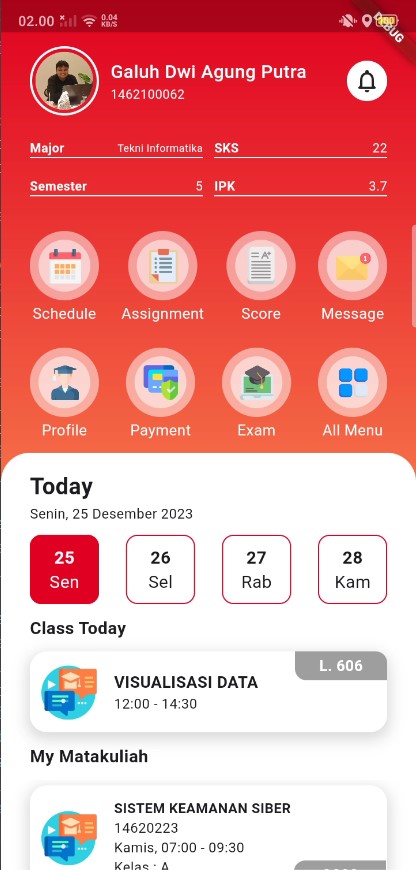 02.00 0.04
KB/S
DEBUG
Galuh Dwi Agung Putra
1462100062
Major Tekni Informatika SKS 22
Semester 5 IPK 3.7
A+
1
Schedule Assignment Score Message
Profile Payment Exam All Menu
Today
Senin, 25 Desember 2023
25 26 27 28
Sen Sel Rab Kam
Class Today
L. 606
VISUALISASI DATA
12:00 - 14:30
My Matakuliah
SISTEM KEAMANAN SIBER
14620223
Kamis, 07:00 - 09:30
Kelas : A